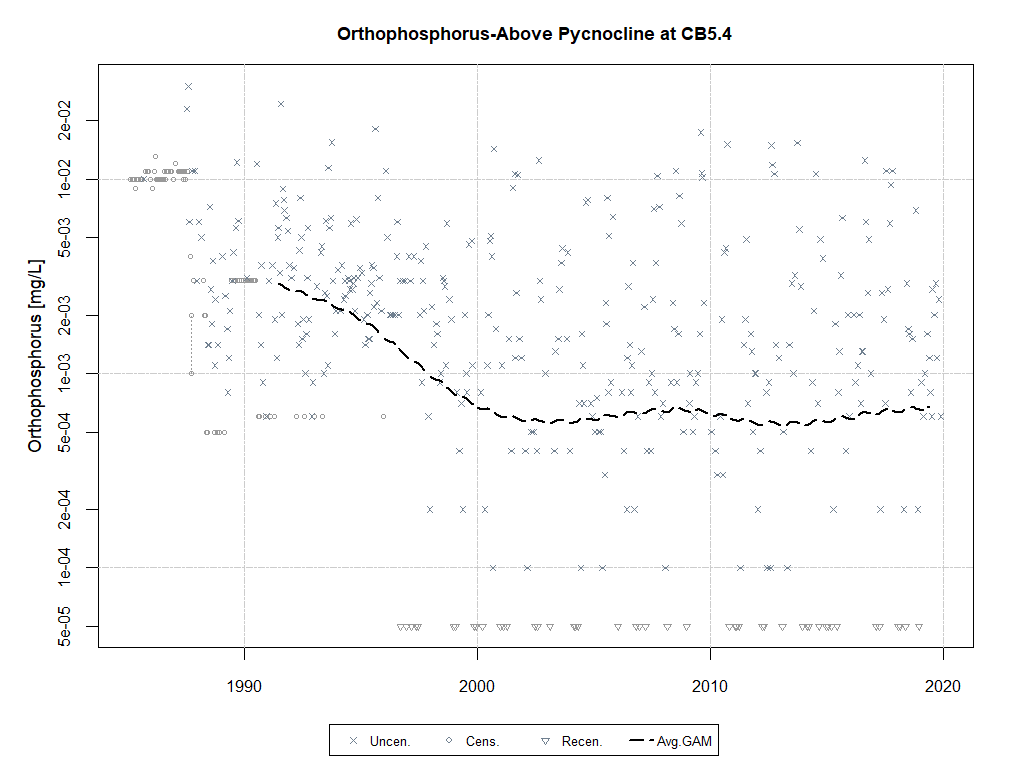 Orthophosphorus-Above Pycnocline at CB5.4
Orthophosphorus [mg/L]
2e-02
1e-02
5e-03
2e-03
1e-03
5e-04
2e-04
1e-04
5e-05
1990 2000 2010 2020
Uncen. Cens. Recen. Avg.GAM